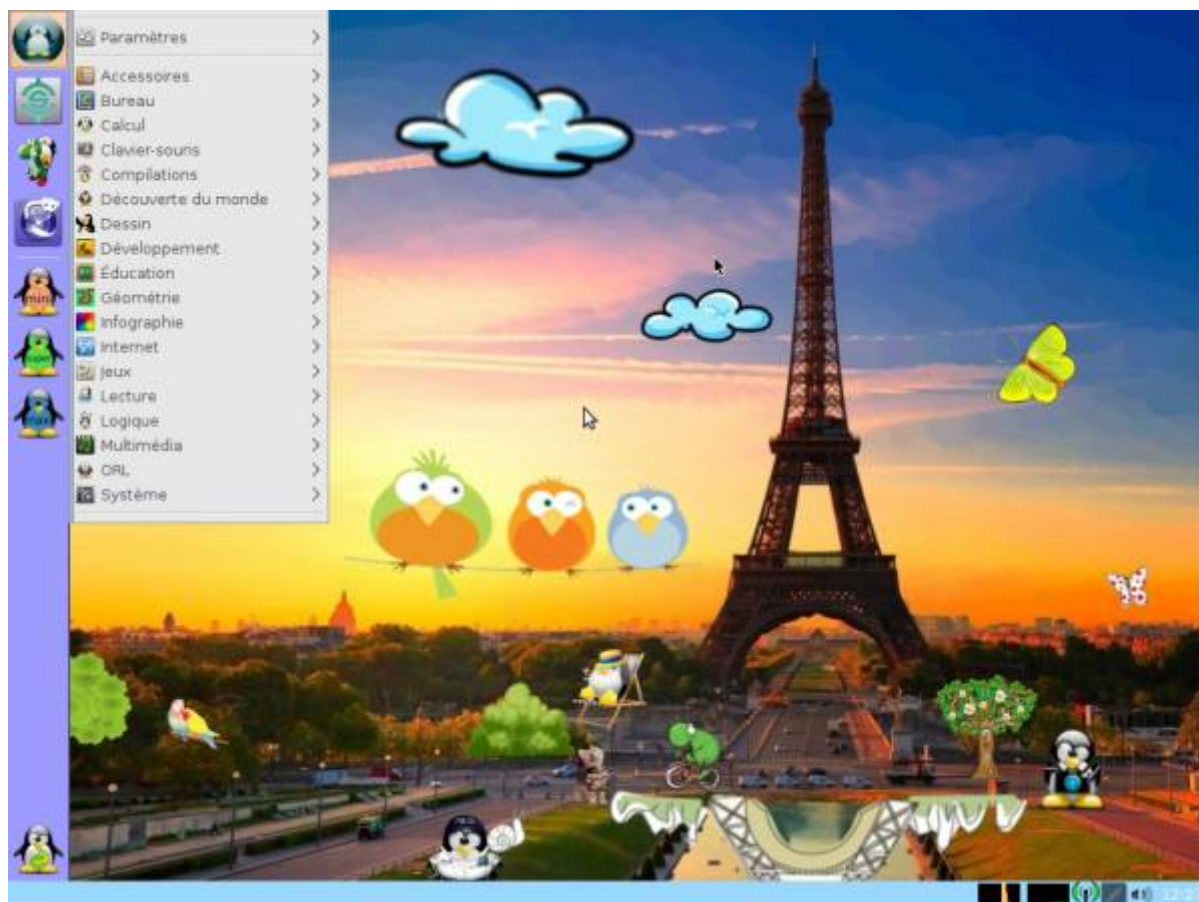 Paramètres
Accessoires
Bureau
Calcul
Clavier-souris
Compilations
Découverte du monde
Dessin
Développement
Éducation
Géométrie
Infographie
Internet
Jeux
Lecture
Logique
Multimédia
ORL
Système
mini